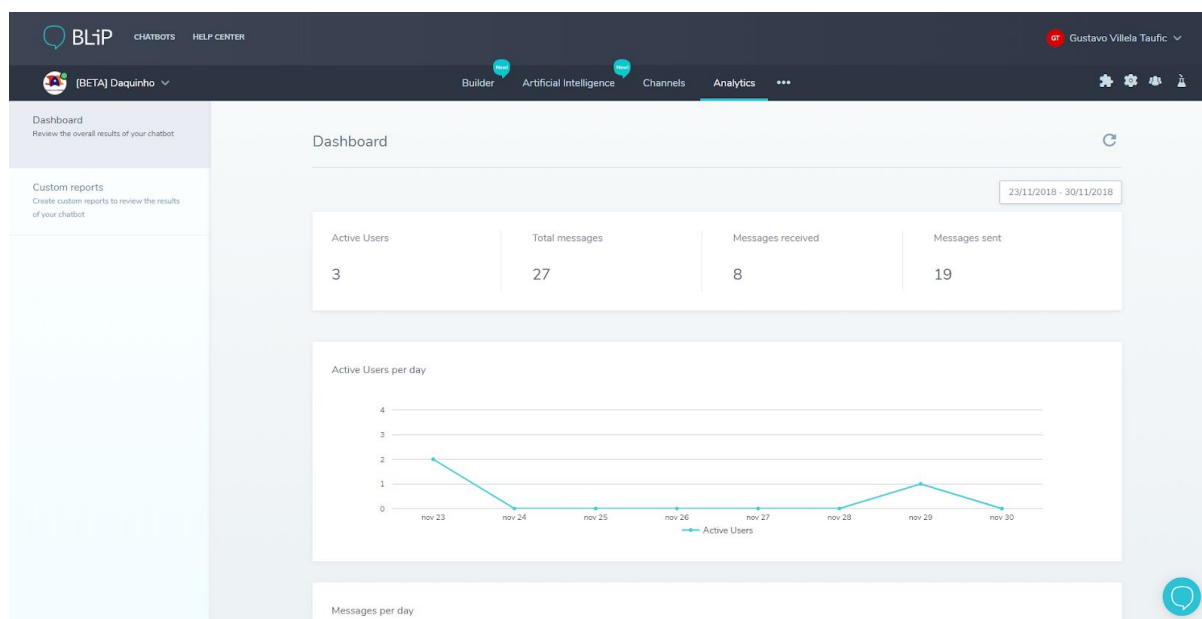 BLiP CHATBOTS HELP CENTER
GT Gustavo Villela Taufic
[BETA] Daquinho
New!
New!
Builder Artificial Intelligence Channels Analytics
Dashboard
Review the overall results of your chatbot
Custom reports
Create custom reports to review the results
of your chatbot
Dashboard
23/11/2018 - 30/11/2018
Active Users Total messages Messages received Messages sent
3 27 8 19
Active Users per day
4
3
2
1
0
nov 23 nov 24 nov 25 nov 26 nov 27 nov 28 nov 29 nov 30
Active Users
Messages per day